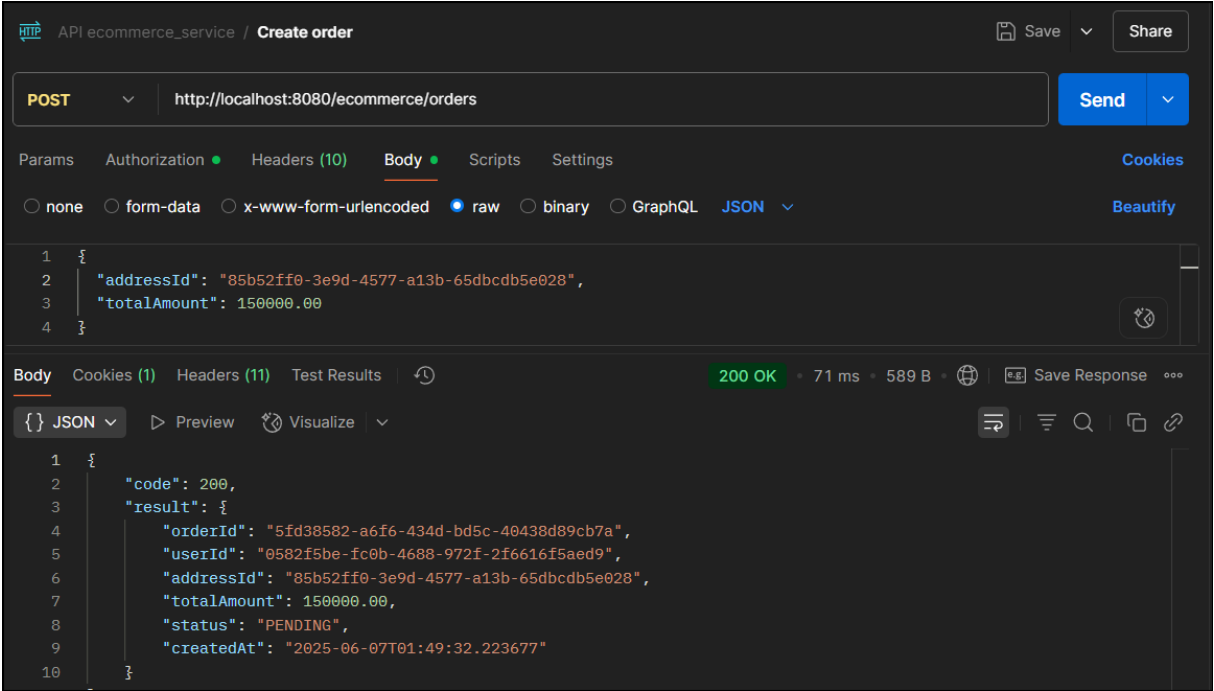 HTTP API ecommerce_service / Create order Save Share
POST http://localhost:8080/ecommerce/orders Send
Params Authorization Headers (10) Body Scripts Settings Cookies
none form-data x-www-form-urlencoded raw binary GraphQL JSON Beautify
1 {
2 "addressId": "85b52ff0-3e9d-4577-a13b-65dbcdb5e028",
3 "totalAmount": 150000.00
4 }
Body Cookies (1) Headers (11) Test Results 200 OK • 71 ms • 589 B e.g. Save Response
{} JSON Preview Visualize
1 {
2 "code": 200,
3 "result": {
4 "orderId": "5fd38582-a6f6-434d-bd5c-40438d89cb7a",
5 "userId": "0582f5be-fc0b-4688-972f-2f6616f5aed9",
6 "addressId": "85b52ff0-3e9d-4577-a13b-65dbcdb5e028",
7 "totalAmount": 150000.00,
8 "status": "PENDING",
9 "createdAt": "2025-06-07T01:49:32.223677"
10 }